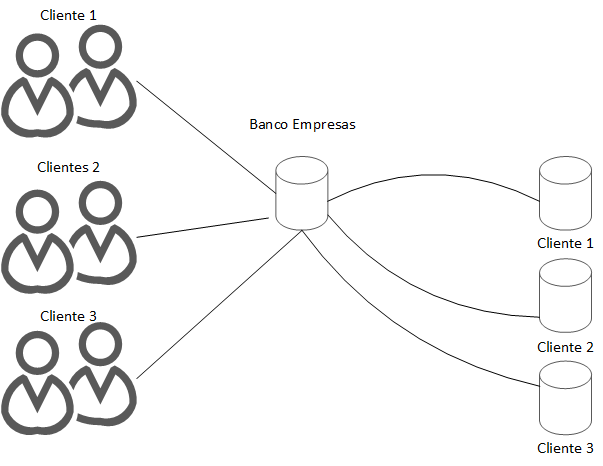 Cliente 1
Banco Empresas
Clientes 2
Cliente 1
Cliente 3
Cliente 2
Cliente 3